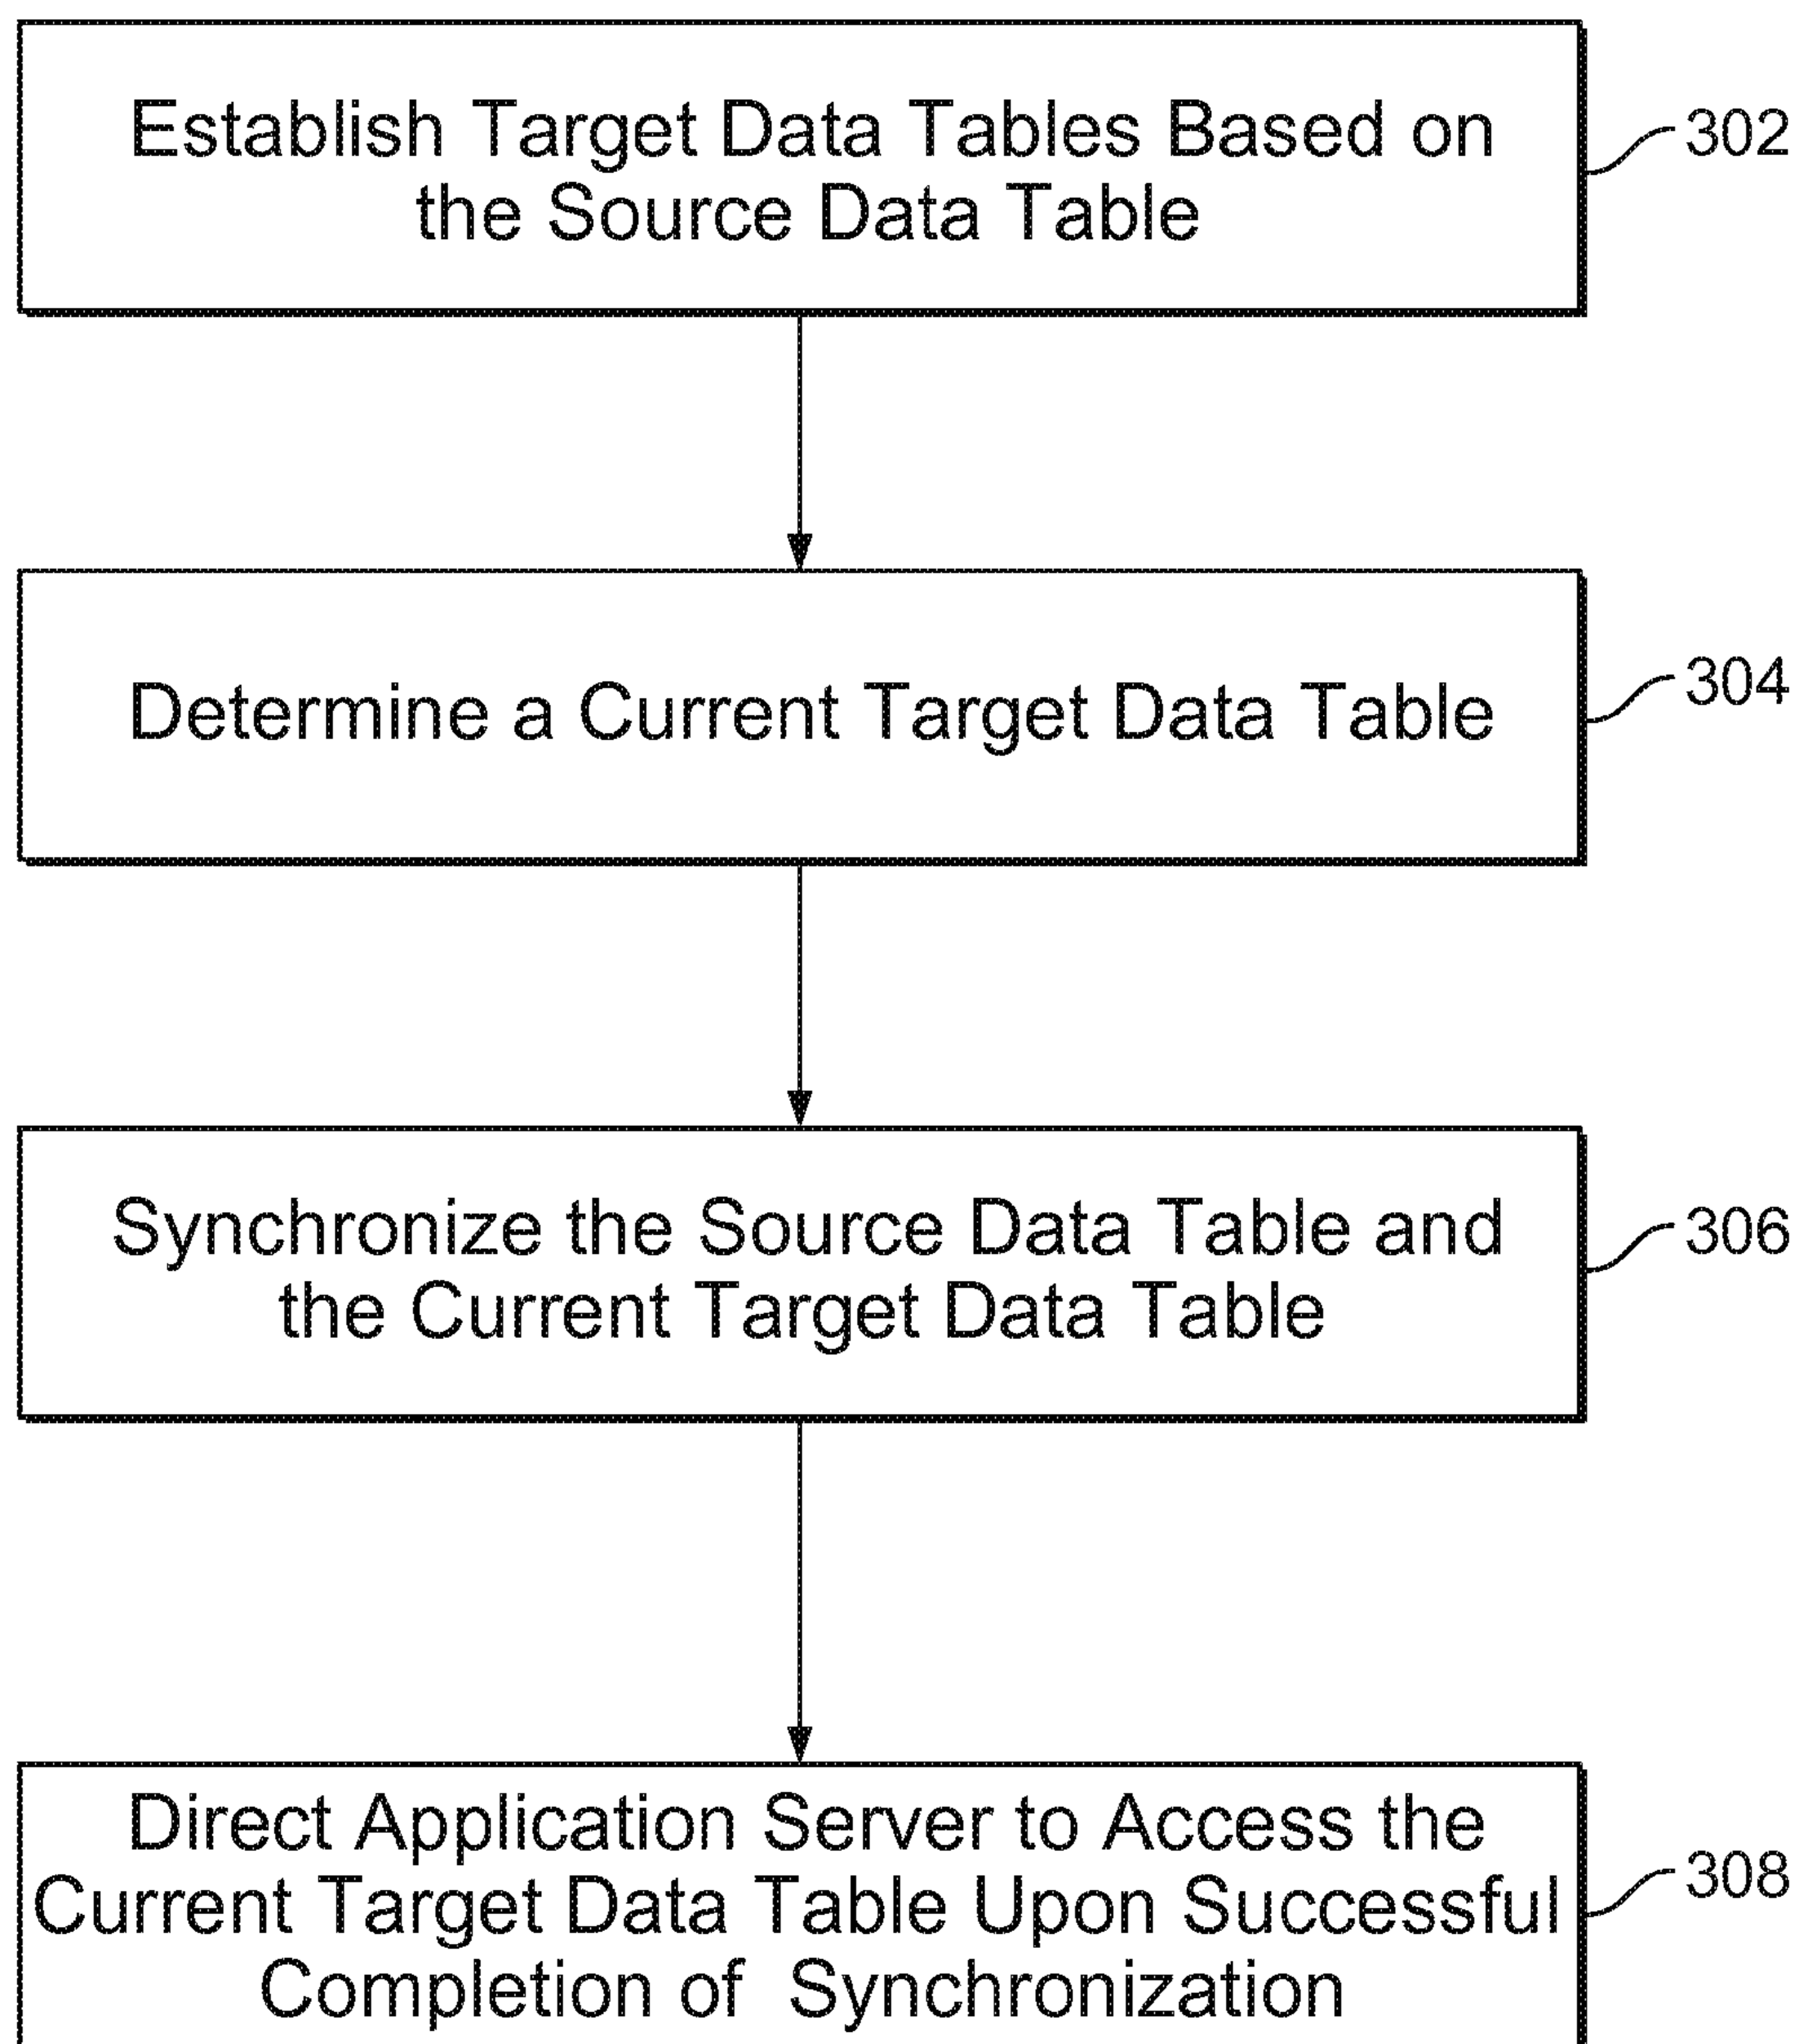 Establish Target Data Tables Based on
the Source Data Table
302
Determine a Current Target Data Table
304
Synchronize the Source Data Table and
the Current Target Data Table
306
Direct Application Server to Access the
Current Target Data Table Upon Successful
Completion of Synchronization
308